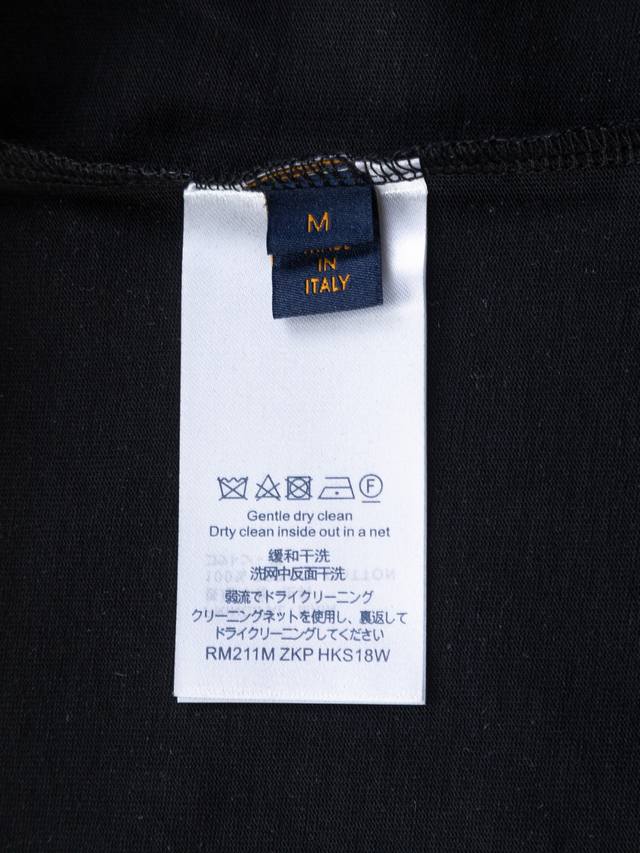 M
IN
ITALY
F
Gentle dry clean
Drty clean inside out in a net
缓和干洗
洗网中反面干洗
弱流でドライクリーニング
クリーニングネットを使用し、裏返して
ドライクリーニングしてください
RM211M ZKP HKS18W